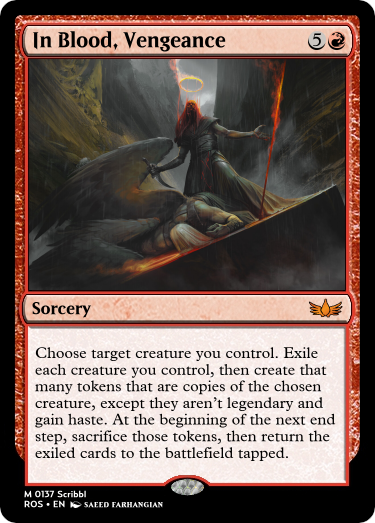 In Blood, Vengeance 5
Sorcery
Choose target creature you control. Exile
each creature you control, then create that
many tokens that are copies of the chosen
creature, except they aren't legendary and
gain haste. At the beginning of the next end
step, sacrifice those tokens, then return the
exiled cards to the battlefield tapped.
M 0137 Scribbl
ROS • EN SAEED FARHANGIAN